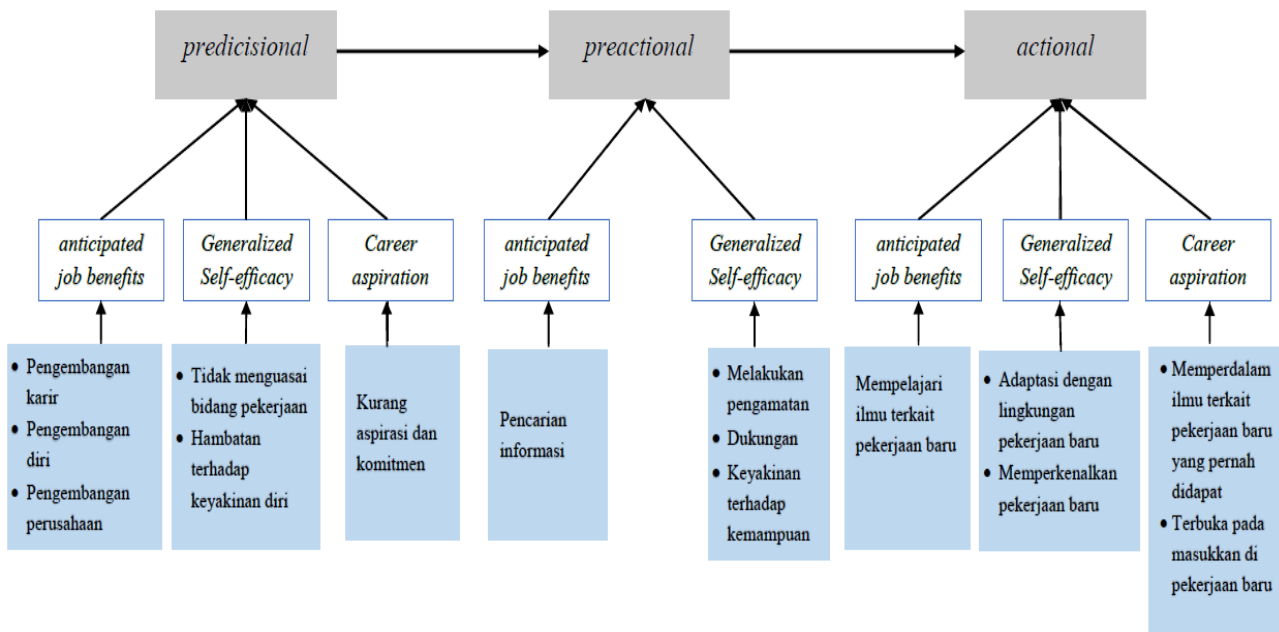 predicisional
preactional
actional
anticipated
job benefits
Generalized
Self-efficacy
Career
aspiration
anticipated
job benefits
Generalized
Self-efficacy
anticipated
job benefits
Generalized
Self-efficacy
Career
aspiration
• Pengembangan
karir
• Pengembangan
diri
• Pengembangan
perusahaan
• Tidak menguasai
bidang pekerjaan
• Hambatan
terhadap
keyakinan diri
Kurang
aspirasi dan
komitmen
Pencarian
informasi
• Melakukan
pengamatan
• Dukungan
• Keyakinan
terhadap
kemampuan
Mempelajari
ilmu terkait
pekerjaan baru
• Adaptasi dengan
lingkungan
pekerjaan baru
• Memperkenalkan
pekerjaan baru
• Memperdalam
ilmu terkait
pekerjaan baru
yang pernah
didapat
• Terbuka pada
masukkan di
pekerjaan baru